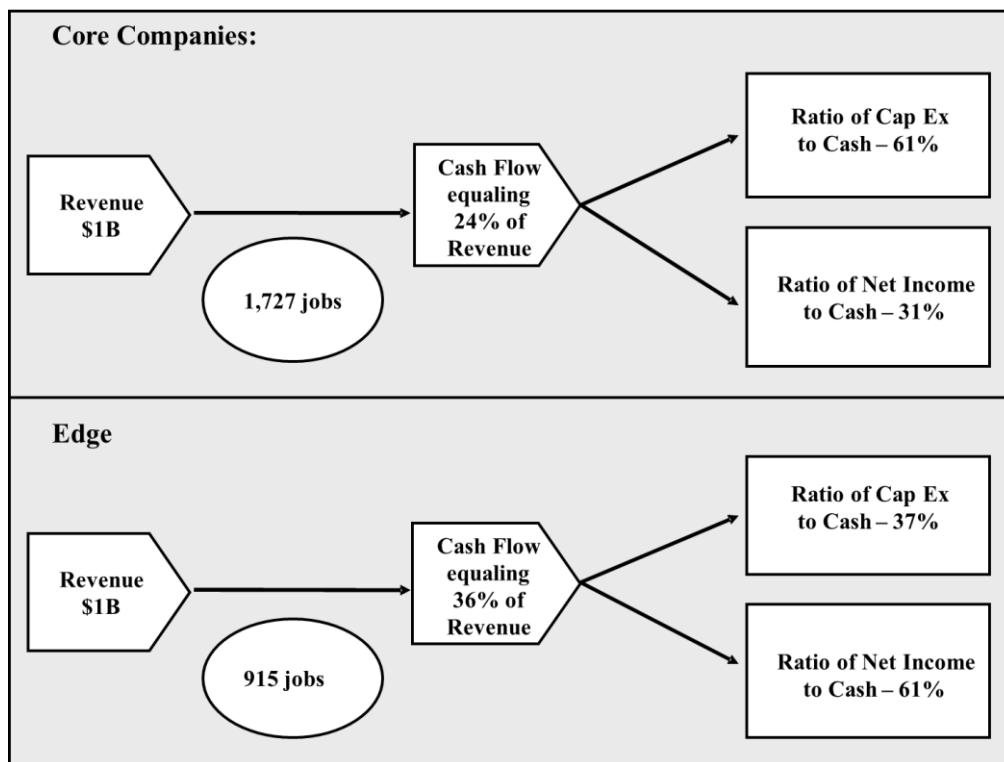 Core Companies:
Revenue
$1B
1,727 jobs
Cash Flow
equaling
24% of
Revenue
Ratio of Cap Ex
to Cash – 61%
Ratio of Net Income
to Cash – 31%
Edge
Revenue
$1B
915 jobs
Cash Flow
equaling
36% of
Revenue
Ratio of Cap Ex
to Cash – 37%
Ratio of Net Income
to Cash – 61%